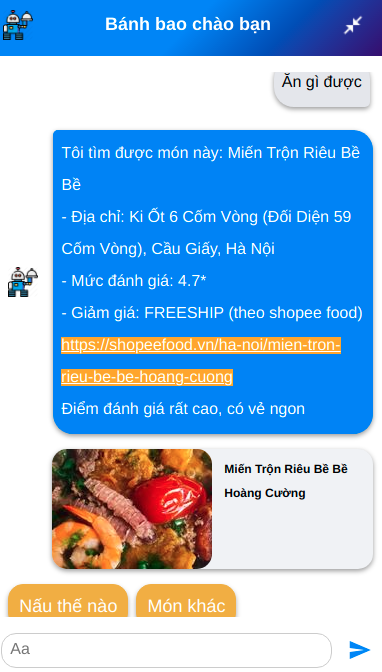 Bánh bao chào bạn
Ăn gì được
Tôi tìm được món này: Miến Trộn Riêu Bề
Bề
- Địa chỉ: Ki Ốt 6 Cốm Vòng (Đối Diện 59
Cốm Vòng), Cầu Giấy, Hà Nội
- Mức đánh giá: 4.7*
- Giảm giá: FREESHIP (theo shopee food)
https://shopeefood.vn/ha-noi/mien-tron-
rieu-be-be-hoang-cuong
Điểm đánh giá rất cao, có vẻ ngon
Miến Trộn Riêu Bề Bề
Hoàng Cường
Nấu thế nào
Món khác
Aa